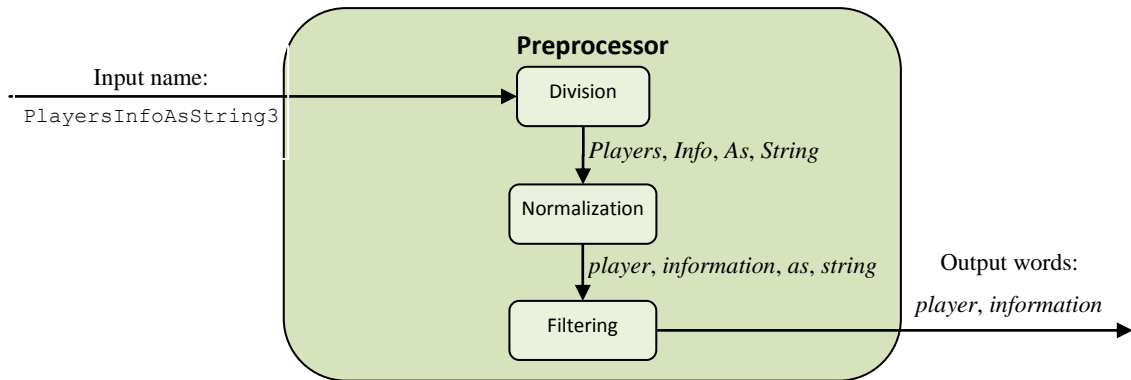 Preprocessor
Input name:
PlayersInfoAsString3
Division
Players, Info, As, String
Normalization
player, information, as, string
Filtering
Output words:
player, information